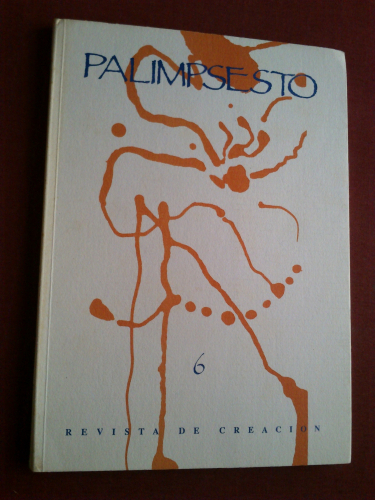 PALIMPSESTO
6
REVISTA DE CREACION